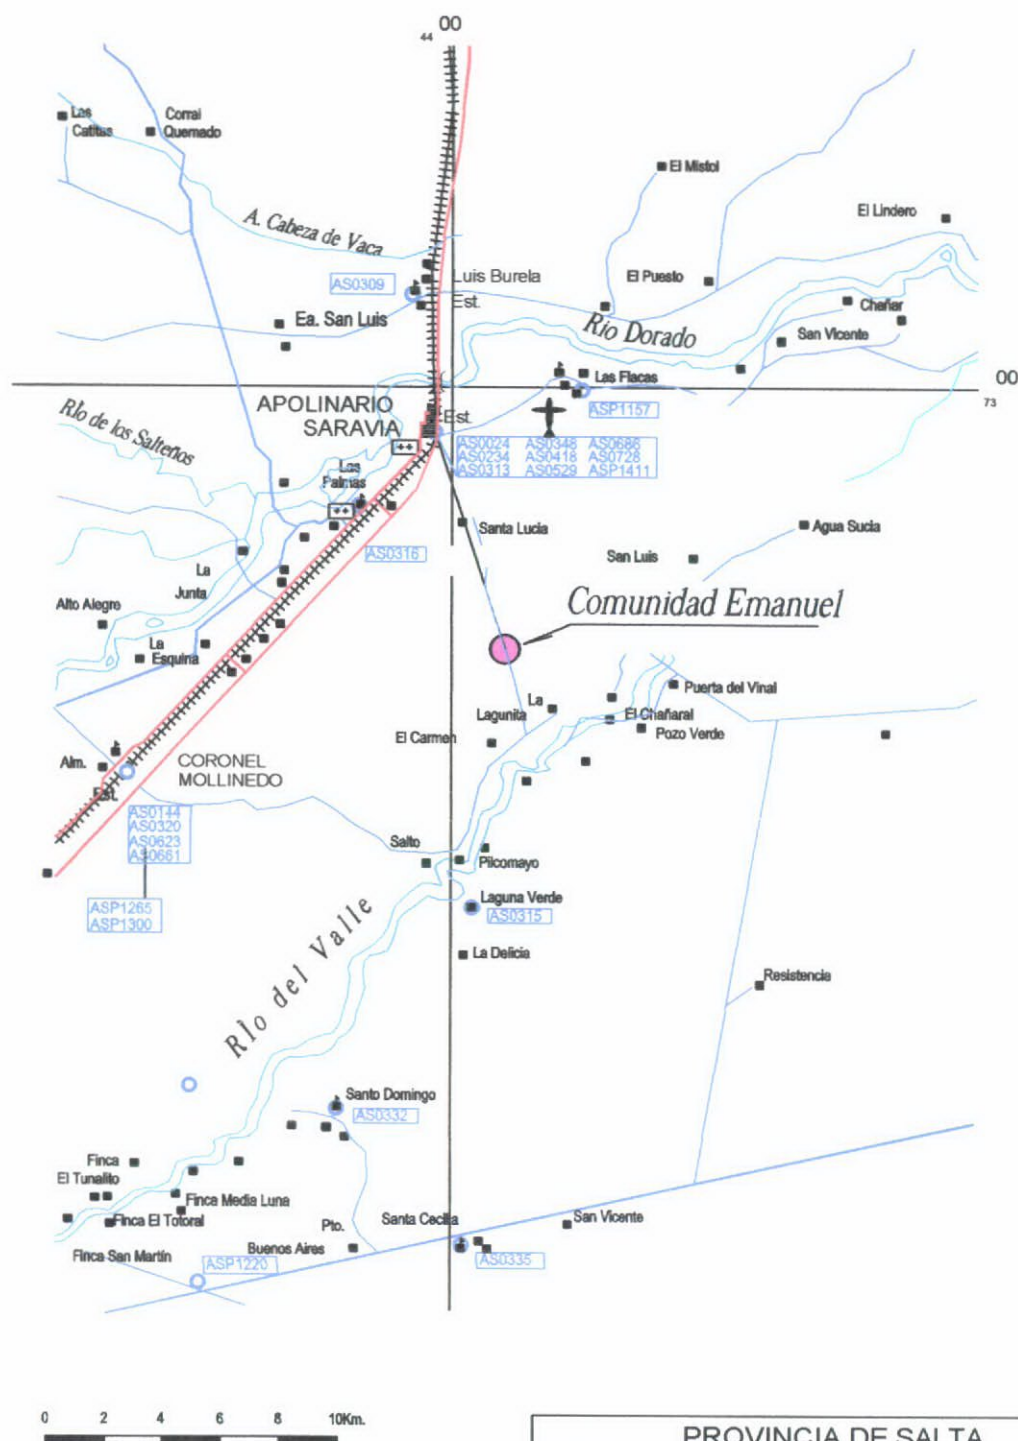 00
44
Las
Catitas
Corral
Quemado
El Mistol
El Lindero
A. Cabeza de Vaca
AS0309
Luis Burela
Est.
El Puesto
Ea. San Luis
Chañar
Río Dorado
San Vicente
00
73
Las Flacas
ASP1157
APOLINARIO
SARAVIA
Est.
Rìo de los Salteños
AS0024 AS0348 AS0686
AS0234 AS0418 AS0728
AS0313 AS0529 ASP1411
Las
Palmas
Santa Lucia
Agua Sucia
AS0316
San Luis
La
Junta
Alto Alegre
Comunidad Emanuel
La
Esquina
Puerta del Vinal
La
Lagunita
El Chañaral
Pozo Verde
El Carmen
Alm.
CORONEL
MOLLINEDO
Est.
AS0144
AS0320
AS0623
AS0661
Salto
Pilcomayo
ASP1265
ASP1300
Laguna Verde
AS0315
La Delicia
Rìo del Valle
Resistencia
Santo Domingo
AS0332
Finca
El Tunalito
Finca Media Luna
Finca El Totoral
Pto.
Buenos Aires
Santa Cecilia
San Vicente
Finca San Martín
ASP1220
AS0335
0 2 4 6 8 10Km.
PROVINCIA DE SALTA